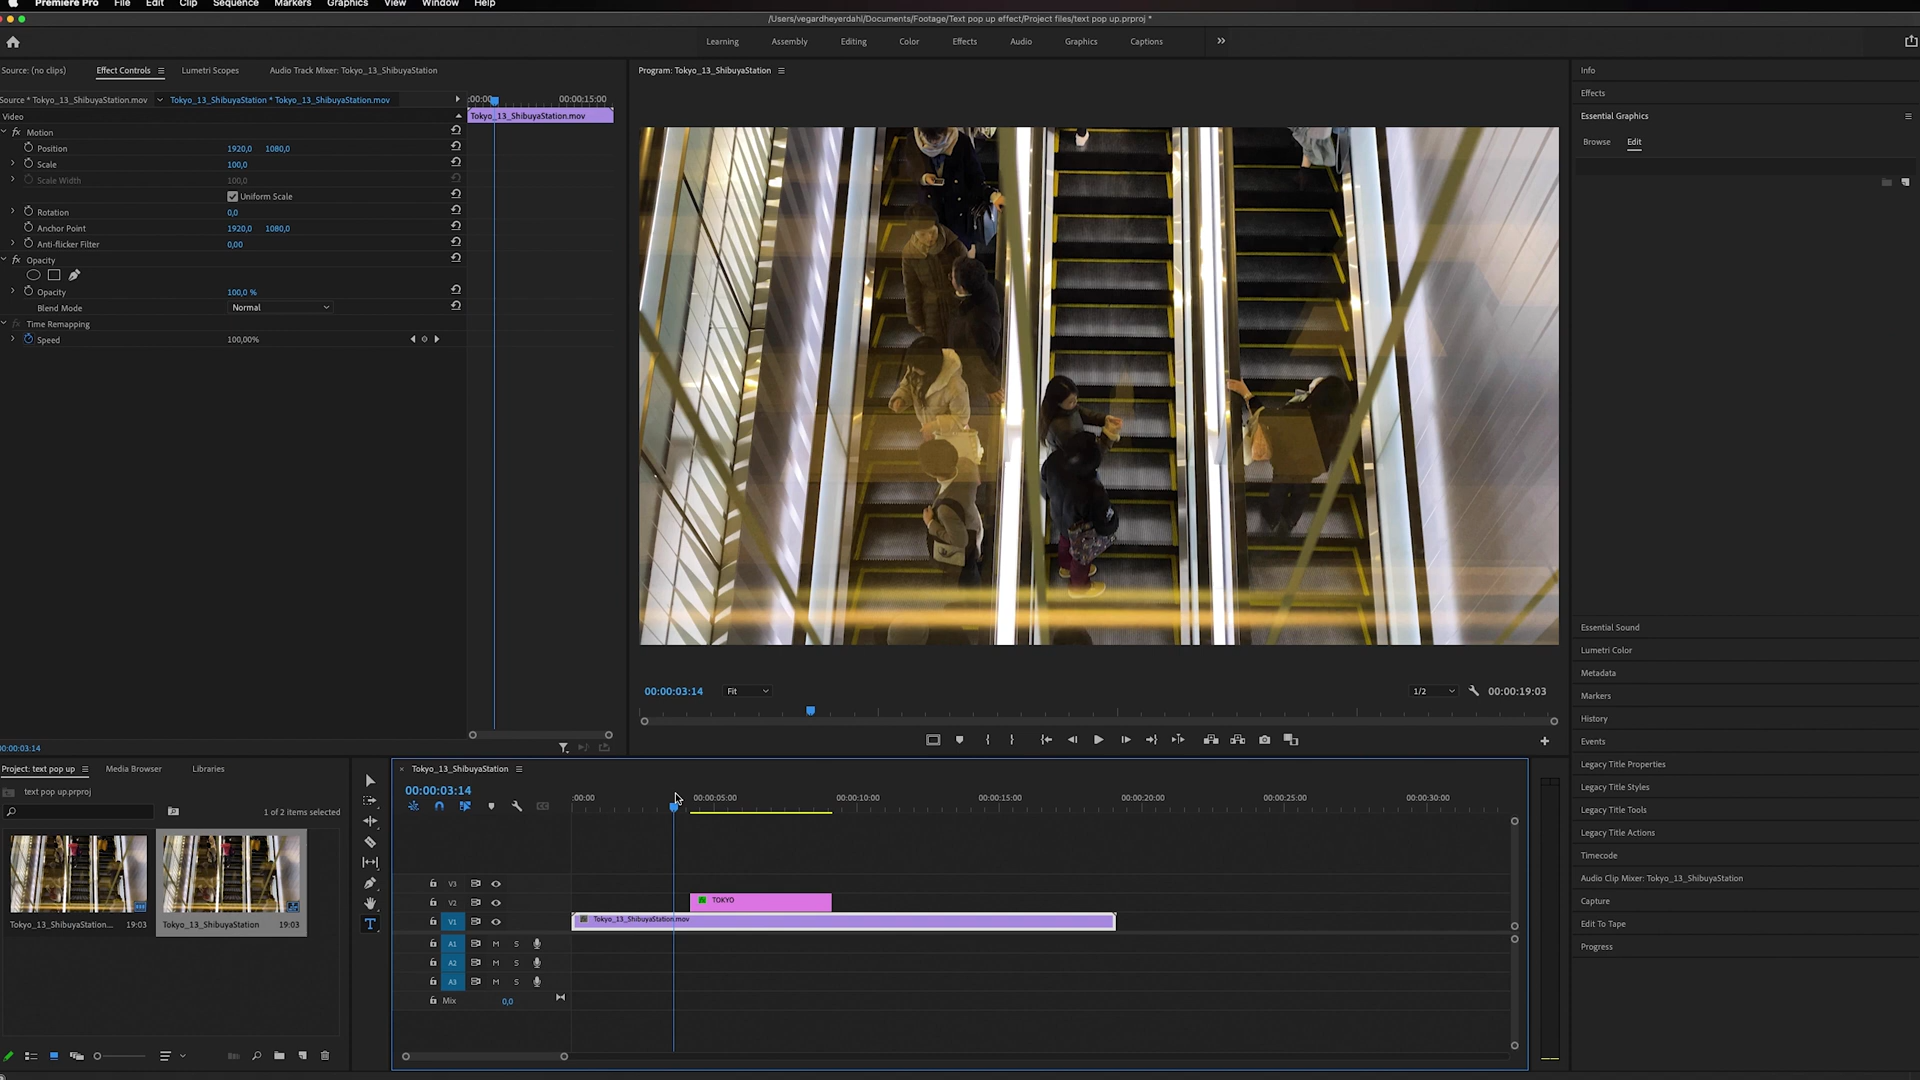 Premiere Pro File Edit Clip Sequence Markers Graphics View Window Help
/Users/vegardheyerdahl/Documents/Footage/Text pop up effect/Project files/text pop up.prproj *
Learning Assembly Editing Color Effects Audio Graphics Captions
Source: (no clips) Effect Controls Lumetri Scopes Audio Track Mixer: Tokyo_13_ShibuyaStation
Source * Tokyo_13_ShibuyaStation.mov Tokyo_13_ShibuyaStation * Tokyo_13_ShibuyaStation.mov
:00:00 00:00:15:00
Video
Tokyo_13_ShibuyaStation.mov
fx Motion
Position 1920,0 1080,0
Scale 100,0
Scale Width 100,0
Uniform Scale
Rotation 0,0
Anchor Point 1920,0 1080,0
Anti-flicker Filter 0,00
fx Opacity
Opacity 100,0 %
Blend Mode Normal
fx Time Remapping
Speed 100,00%
00:00:03:14
Program: Tokyo_13_ShibuyaStation
00:00:03:14 Fit 1/2 00:00:19:03
Info
Effects
Essential Graphics
Browse Edit
Essential Sound
Lumetri Color
Metadata
Markers
History
Events
Legacy Title Properties
Legacy Title Styles
Legacy Title Tools
Legacy Title Actions
Timecode
Audio Clip Mixer: Tokyo_13_ShibuyaStation
Capture
Edit To Tape
Progress
Project: text pop up Media Browser Libraries
text pop up.prproj
1 of 2 items selected
Tokyo_13_ShibuyaStation... 19:03 Tokyo_13_ShibuyaStation 19:03
Tokyo_13_ShibuyaStation
00:00:03:14
:00:00 00:00:05:00 00:00:10:00 00:00:15:00 00:00:20:00 00:00:25:00 00:00:30:00
V3
V2 TOKYO
V1 Tokyo_13_ShibuyaStation.mov
A1 M S
A2 M S
A3 M S
Mix 0,0